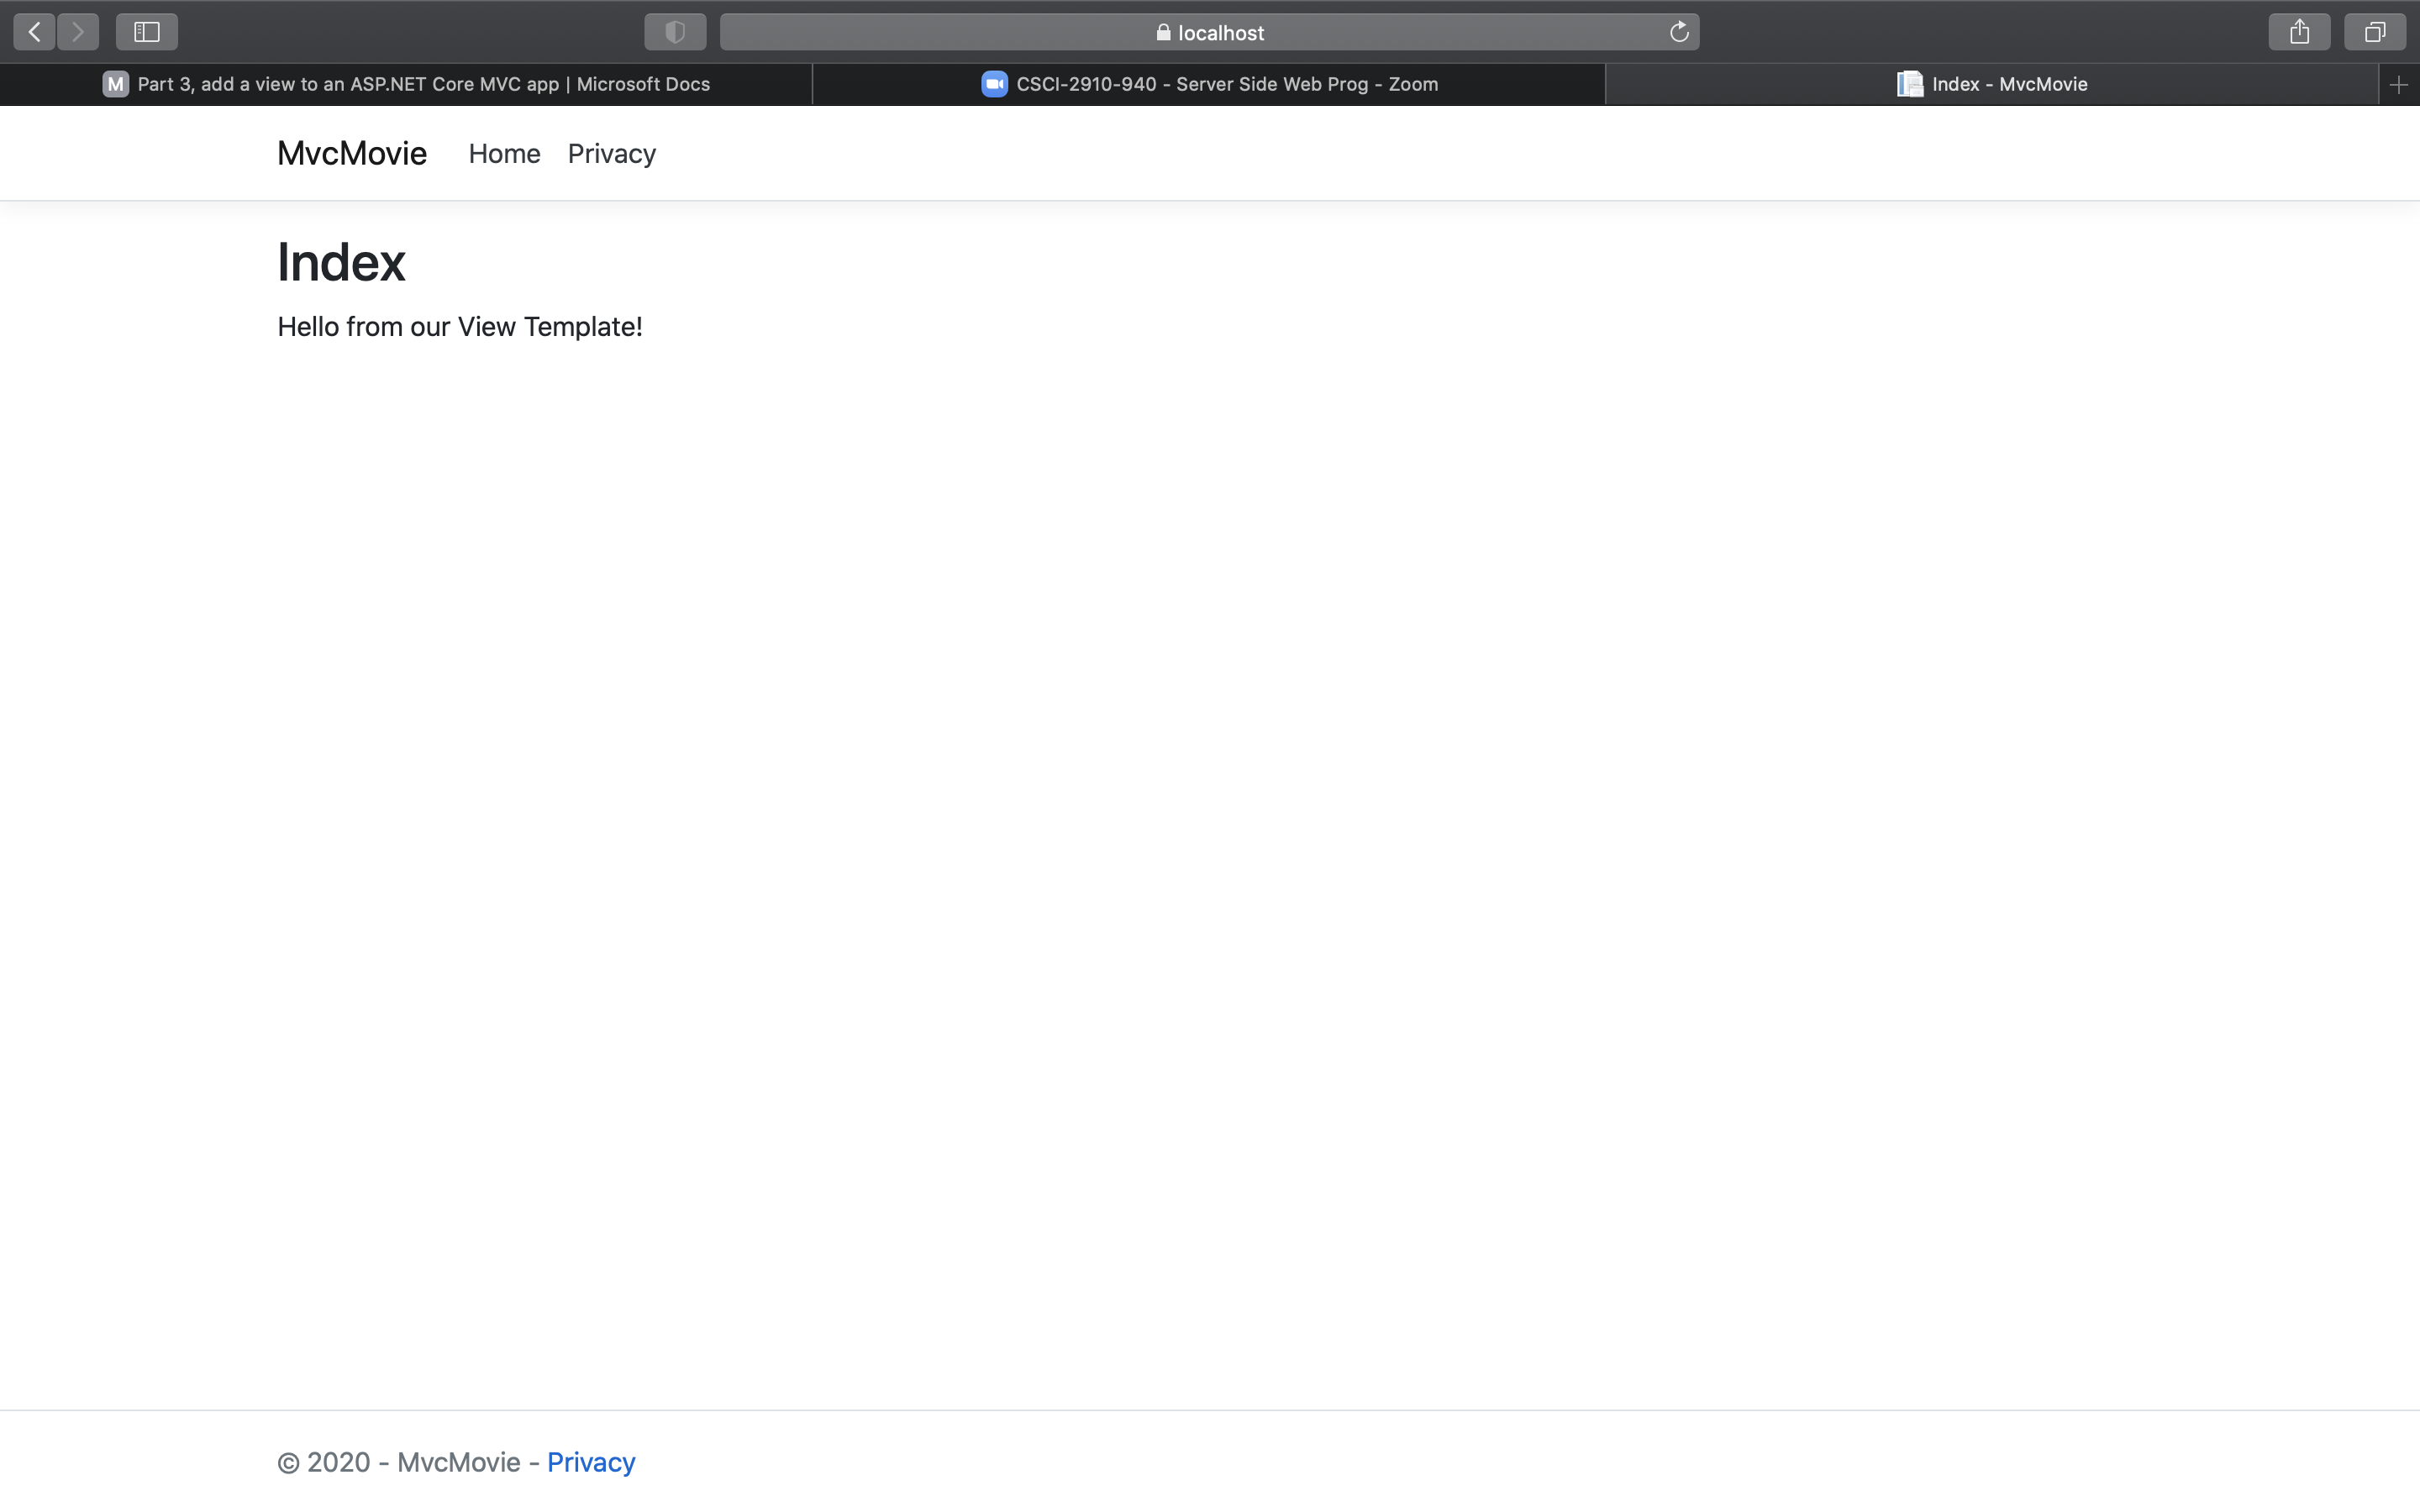 localhost
M Part 3, add a view to an ASP.NET Core MVC app | Microsoft Docs
CSCI-2910-940 - Server Side Web Prog - Zoom
Index - MvcMovie
MvcMovie Home Privacy
Index
Hello from our View Template!
© 2020 - MvcMovie - Privacy